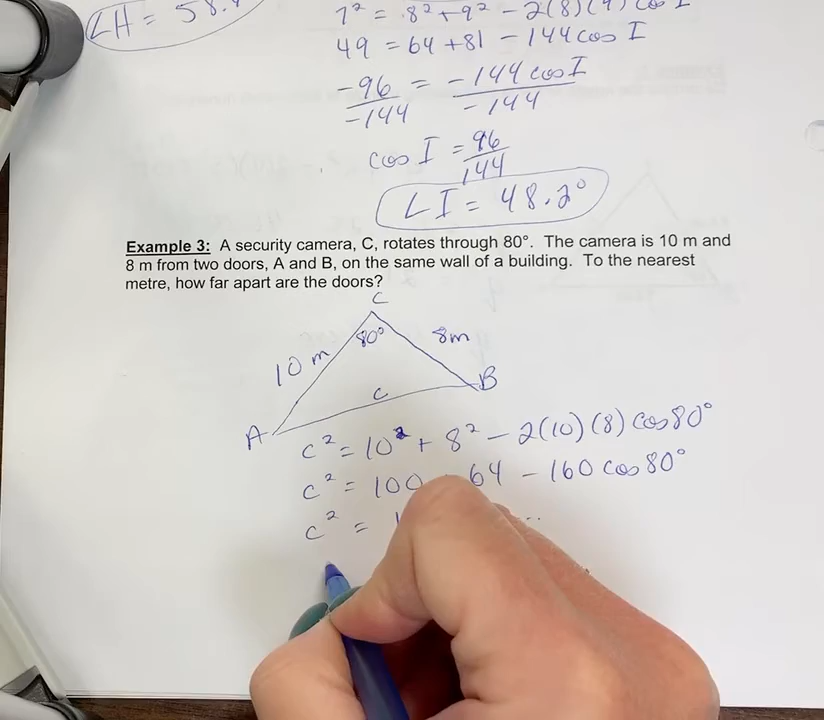 ∠H = 58.
7² = 8² + 9² - 2(8)(9) cos I
49 = 64 + 81 - 144 cos I
-96 = -144 cos I
-144 -144
cos I = 96
144
∠I = 48.2°
Example 3: A security camera, C, rotates through 80°. The camera is 10 m and
8 m from two doors, A and B, on the same wall of a building. To the nearest
metre, how far apart are the doors?
C
80°
10 m
8m
c
B
A
c² = 10² + 8² - 2(10)(8) cos 80°
c² = 100 64 - 160 cos 80°
c² =